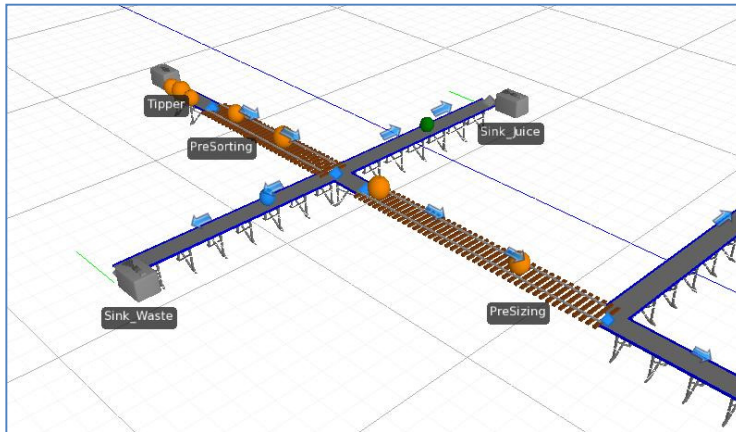 Tipper
Sink_Juice
PreSorting
PreSizing
Sink_Waste